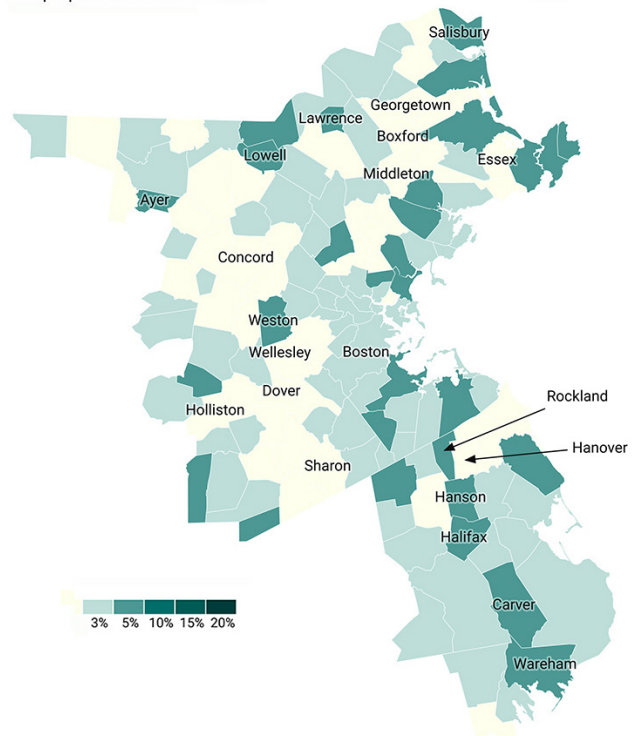 Salisbury
Georgetown
Lawrence
Boxford
Lowell
Essex
Middleton
Ayer
Concord
Weston
Wellesley
Boston
Dover
Holliston
Rockland
Hanover
Sharon
Hanson
Halifax
Carver
3% 5% 10% 15% 20%
Wareham